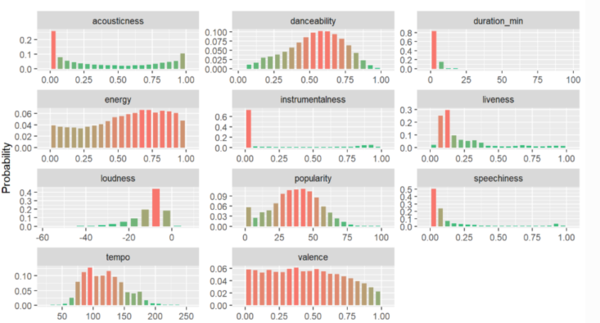 acousticness danceability duration_min
0.2 0.100 0.8
0.075 0.6
0.1 0.050 0.4
0.025 0.2
0.0 0.000 0.0
0.00 0.25 0.50 0.75 1.00 0.00 0.25 0.50 0.75 1.00 0 25 50 75 100
energy instrumentalness liveness
0.06 0.6 0.3
0.04 0.4 0.2
0.02 0.2 0.1
0.00 0.0 0.0
0.00 0.25 0.50 0.75 1.00 0.00 0.25 0.50 0.75 1.00 0.00 0.25 0.50 0.75 1.00
Probability
loudness popularity speechiness
0.4 0.09 0.5
0.3 0.06 0.4
0.2 0.03 0.3
0.1 0.00 0.2
0.0 0.1
0.0
-60 -40 -20 0 0 25 50 75 100 0.00 0.25 0.50 0.75 1.00
tempo valence
0.10 0.06
0.05 0.04
0.00 0.02
0.00
50 100 150 200 250 0.00 0.25 0.50 0.75 1.00